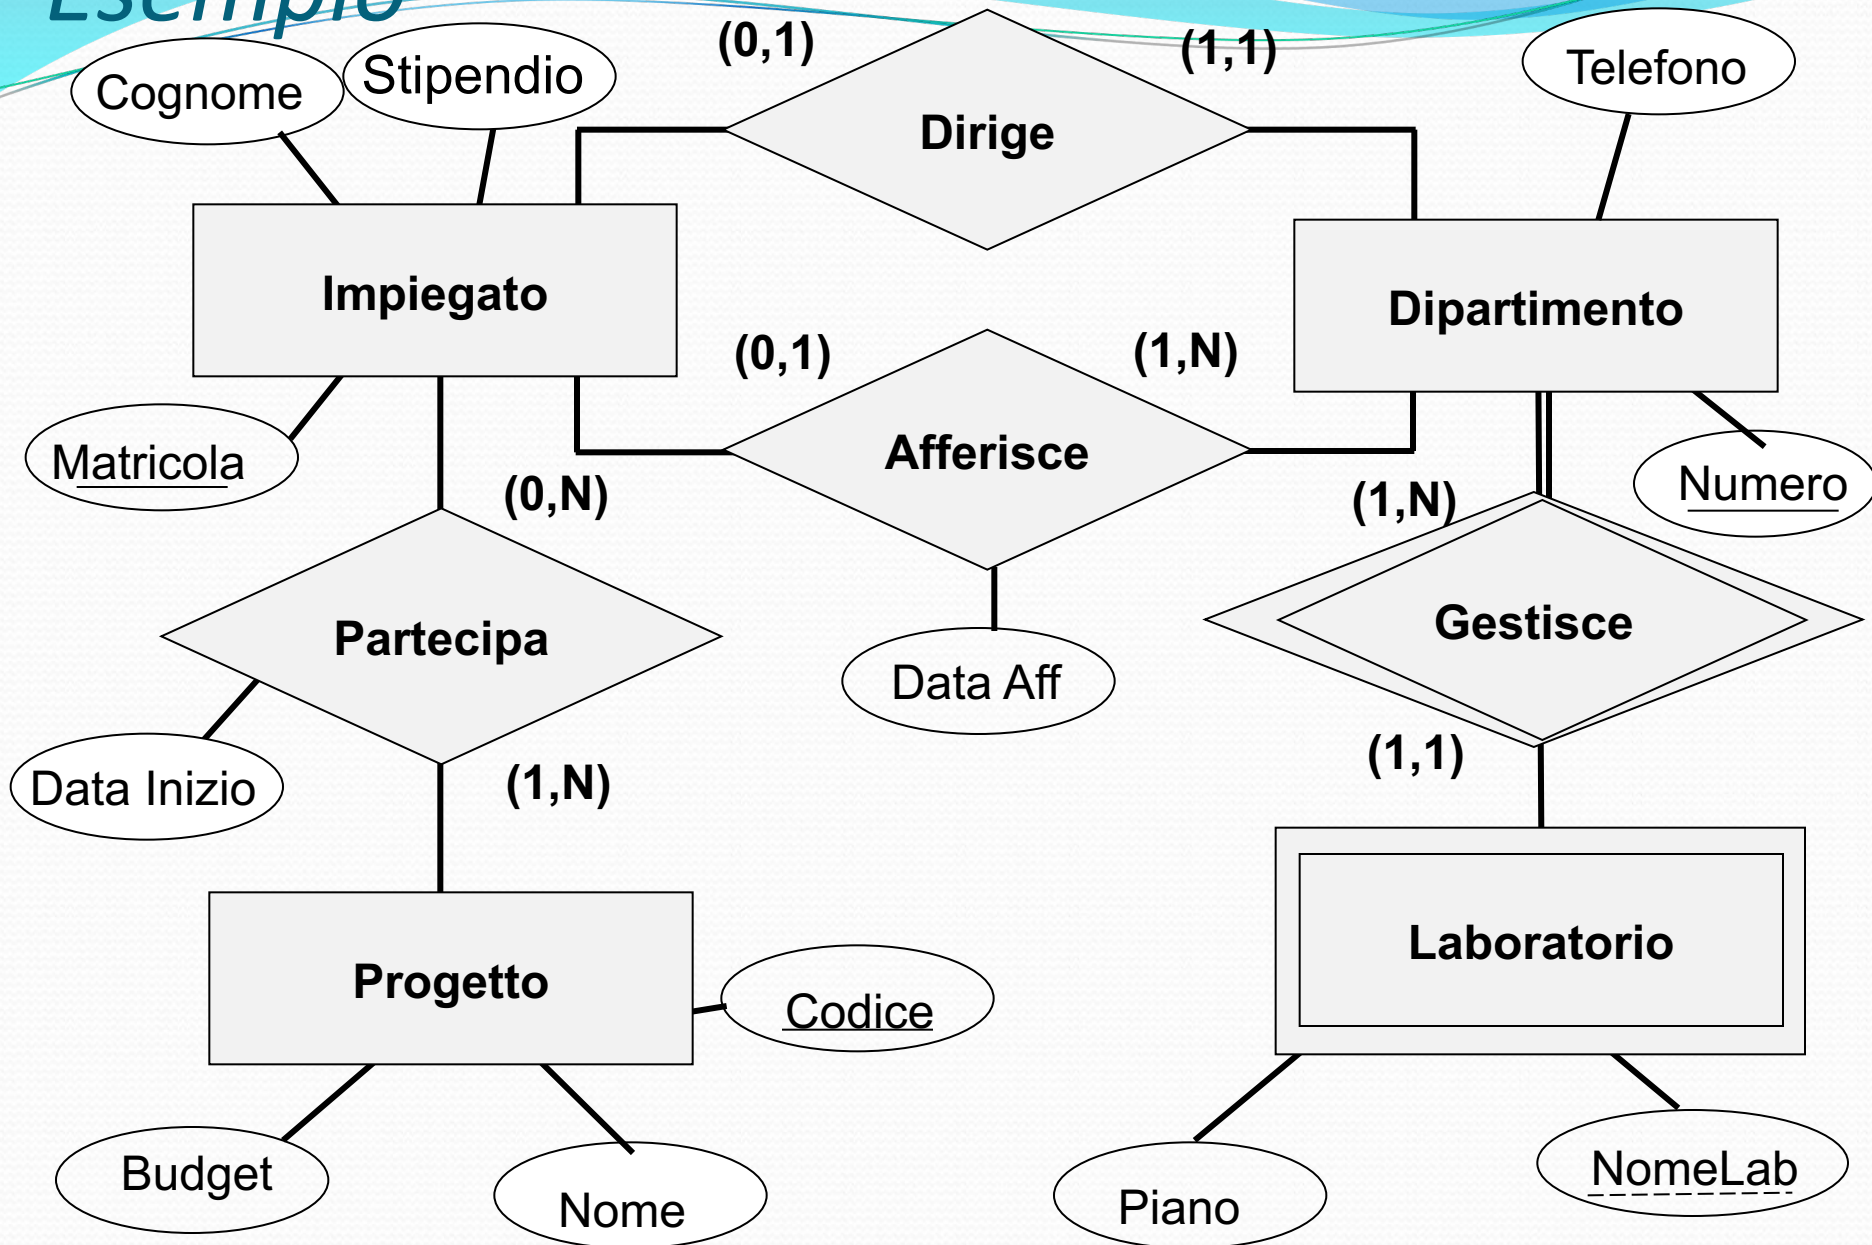 Esempio
(0,1)
(1,1)
Cognome
Stipendio
Telefono
Dirige
Impiegato
Dipartimento
(0,1)
(1,N)
Matricola
Afferisce
Numero
(0,N)
(1,N)
Partecipa
Gestisce
Data Aff
Data Inizio
(1,N)
(1,1)
Progetto
Laboratorio
Codice
Budget
Nome
Piano
NomeLab